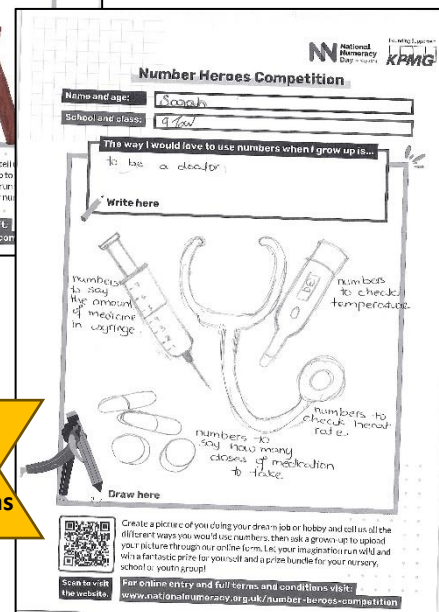 National
Numeracy
Day
Founding Supporter
KPMG
Number Heroes Competition
Name and age:
Sarah
School and class:
The way I would love to use numbers when I grow up is...
to be a doctor
Write here
numbers
to say
the amount
of medicine
in syringe.
numbers
to check
temperature
numbers to
check heart
rate.
numbers to
say how many
doses of medication
to take.
Draw here
Create a picture of you doing your dream job or hobby and tell us all the
different ways you would use numbers, then ask a grown-up to upload
your picture through our online form. Let your imagination run wild and
win a fantastic prize for yourself and a prize bundle for your nursery,
school or youth group!
Scan to visit
the website.
For online entry and full terms and conditions visit:
www.nationalnumeracy.org.uk/number-heroes-competition